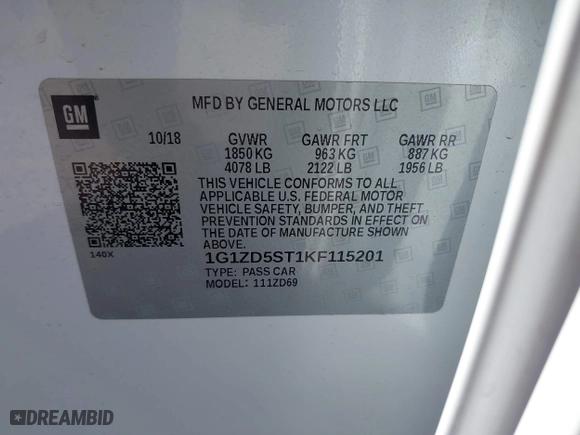 GM
MFD BY GENERAL MOTORS LLC
10/18 GVWR GAWR FRT GAWR RR
1850 KG 963 KG 887 KG
4078 LB 2122 LB 1956 LB
THIS VEHICLE CONFORMS TO ALL
APPLICABLE U.S. FEDERAL MOTOR
VEHICLE SAFETY, BUMPER, AND THEFT
PREVENTION STANDARDS IN EFFECT ON
THE DATE OF MANUFACTURE SHOWN
ABOVE.
140X
1G1ZD5ST1KF115201
TYPE: PASS CAR
MODEL: 111ZD69
DREAMBID